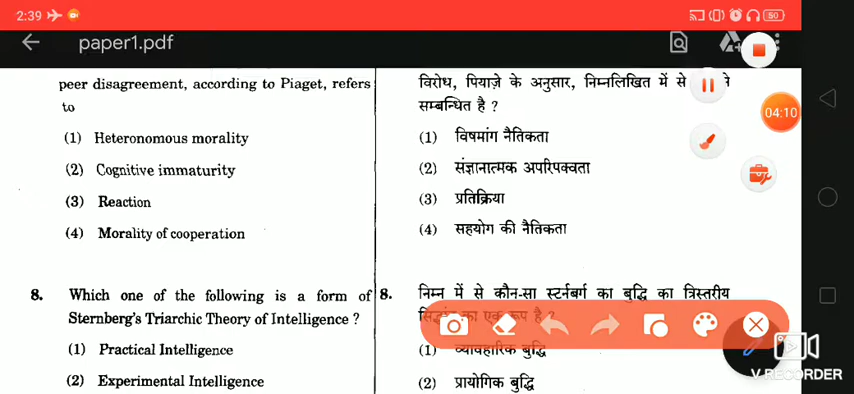 2:39
50
paper1.pdf
peer disagreement, according to Piaget, refers
to
(1) Heteronomous morality
(2) Cognitive immaturity
(3) Reaction
(4) Morality of cooperation
8. Which one of the following is a form of
Sternberg's Triarchic Theory of Intelligence ?
(1) Practical Intelligence
(2) Experimental Intelligence
विरोध, पियाज़े के अनुसार, निम्नलिखित में से
सम्बन्धित है ?
(1) विषमांग नैतिकता
(2) संज्ञानात्मक अपरिपक्वता
(3) प्रतिक्रिया
(4) सहयोग की नैतिकता
8. निम्न में से कौन-सा स्टर्नबर्ग का बुद्धि का त्रिस्तरीय
का एक रूप है ?
(1) व्यावहारिक बुद्धि
(2) प्रायोगिक बुद्धि
04:10
V RECORDER